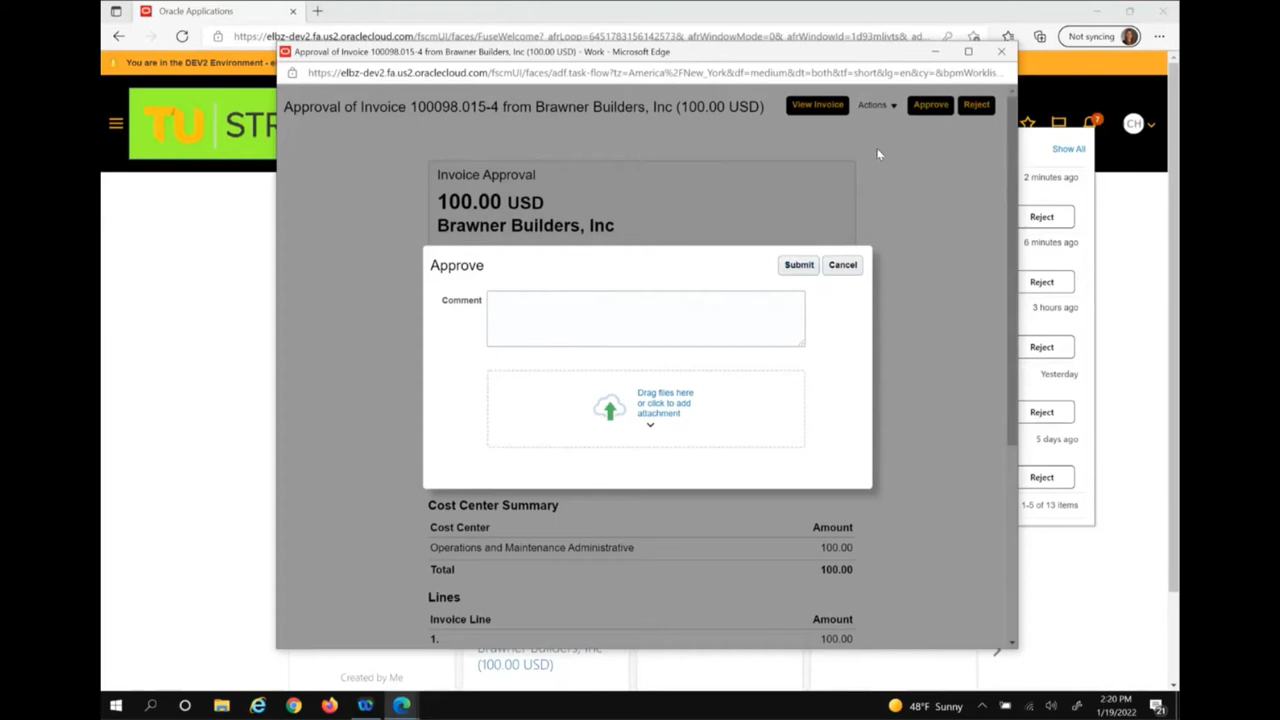 Oracle Applications
https://elbz-dev2.fa.us2.oraclecloud.com/fscmUI/faces/FuseWelcome?_afrLoop=64517831561425 73&_afrWindowMode=0&_afrWindowId=1d93mlivts&_ad...
Not syncing
Approval of Invoice 100098.015-4 from Brawner Builders, Inc (100.00 USD) - Work - Microsoft Edge
You are in the DEV2 Environment - e
https://elbz-dev2.fa.us2.oraclecloud.com/fscmUI/faces/adf.task-flow?tz=America%2FNew_York&df=medium&dt=both&tf=short&lg=en&cy=&bpmWorklis...
Approval of Invoice 100098.015-4 from Brawner Builders, Inc (100.00 USD)
View Invoice
Actions
Approve
Reject
TU
STR
7
CH
Show All
Invoice Approval
2 minutes ago
100.00 USD
Reject
Brawner Builders, Inc
6 minutes ago
Approve
Submit
Cancel
Reject
Comment
3 hours ago
Reject
Yesterday
Drag files here
or click to add
attachment
Reject
5 days ago
Reject
Cost Center Summary
1-5 of 13 items
Cost Center
Amount
Operations and Maintenance Administrative
100.00
Total
100.00
Lines
Invoice Line
Amount
1.
100.00
Brawner Builders, Inc
(100.00 USD)
Created by Me
48°F Sunny
2:20 PM
1/19/2022
21